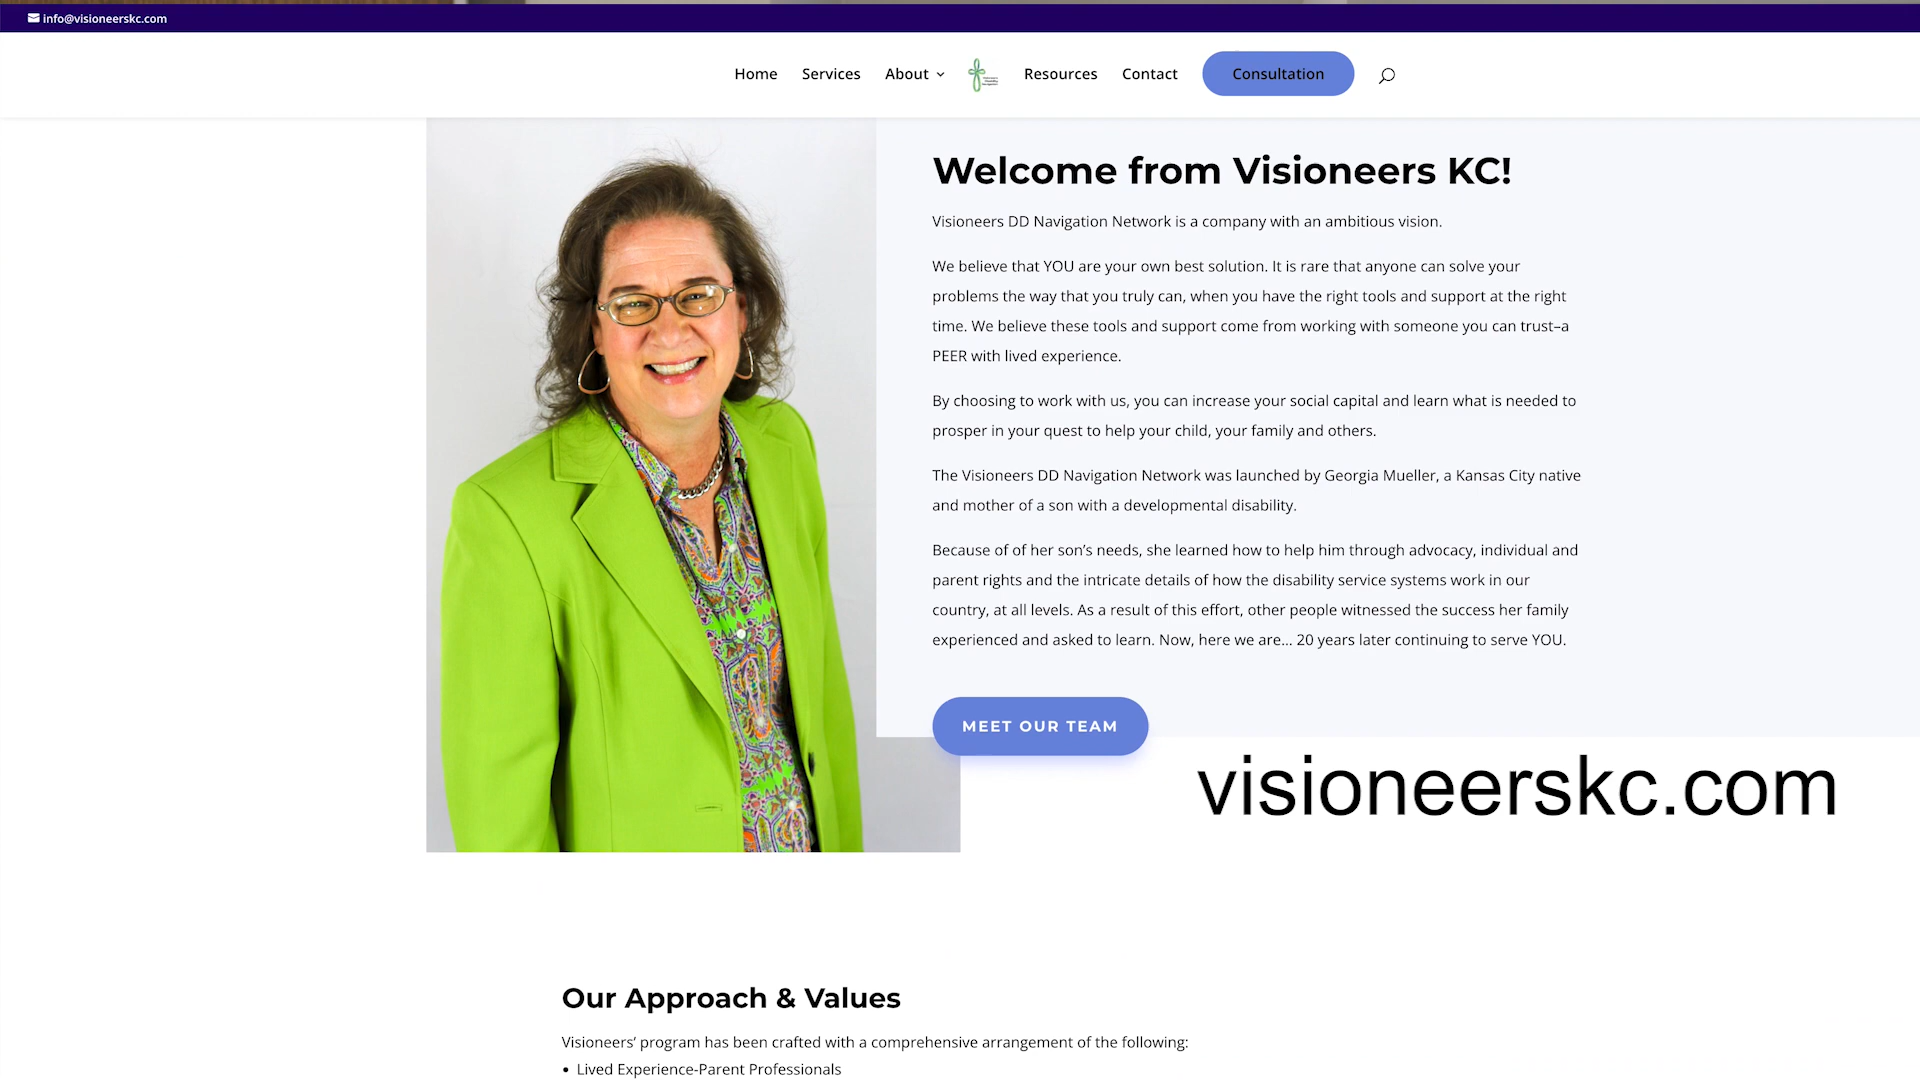 info@visioneerskc.com
Home Services About Resources Contact Consultation
Welcome from Visioneers KC!
Visioneers DD Navigation Network is a company with an ambitious vision.
We believe that YOU are your own best solution. It is rare that anyone can solve your
problems the way that you truly can, when you have the right tools and support at the right
time. We believe these tools and support come from working with someone you can trust–a
PEER with lived experience.
By choosing to work with us, you can increase your social capital and learn what is needed to
prosper in your quest to help your child, your family and others.
The Visioneers DD Navigation Network was launched by Georgia Mueller, a Kansas City native
and mother of a son with a developmental disability.
Because of of her son’s needs, she learned how to help him through advocacy, individual and
parent rights and the intricate details of how the disability service systems work in our
country, at all levels. As a result of this effort, other people witnessed the success her family
experienced and asked to learn. Now, here we are… 20 years later continuing to serve YOU.
MEET OUR TEAM
visioneerskc.com
Our Approach & Values
Visioneers’ program has been crafted with a comprehensive arrangement of the following:
• Lived Experience-Parent Professionals